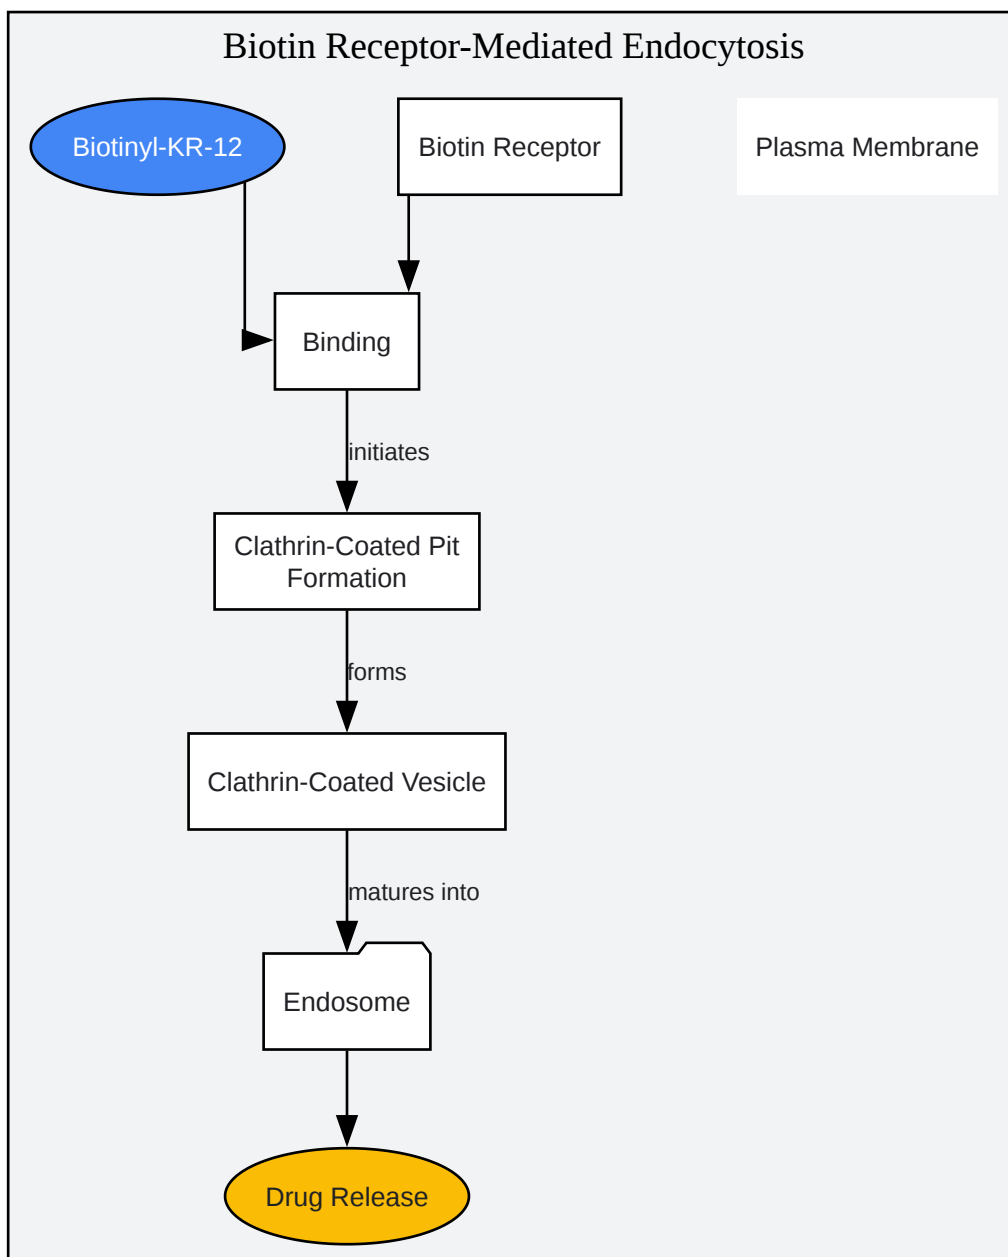 Biotin Receptor-Mediated Endocytosis
Biotinyl-KR-12
Biotin Receptor
Plasma Membrane
Binding
initiates
Clathrin-Coated Pit
Formation
forms
Clathrin-Coated Vesicle
matures into
Endosome
Drug Release